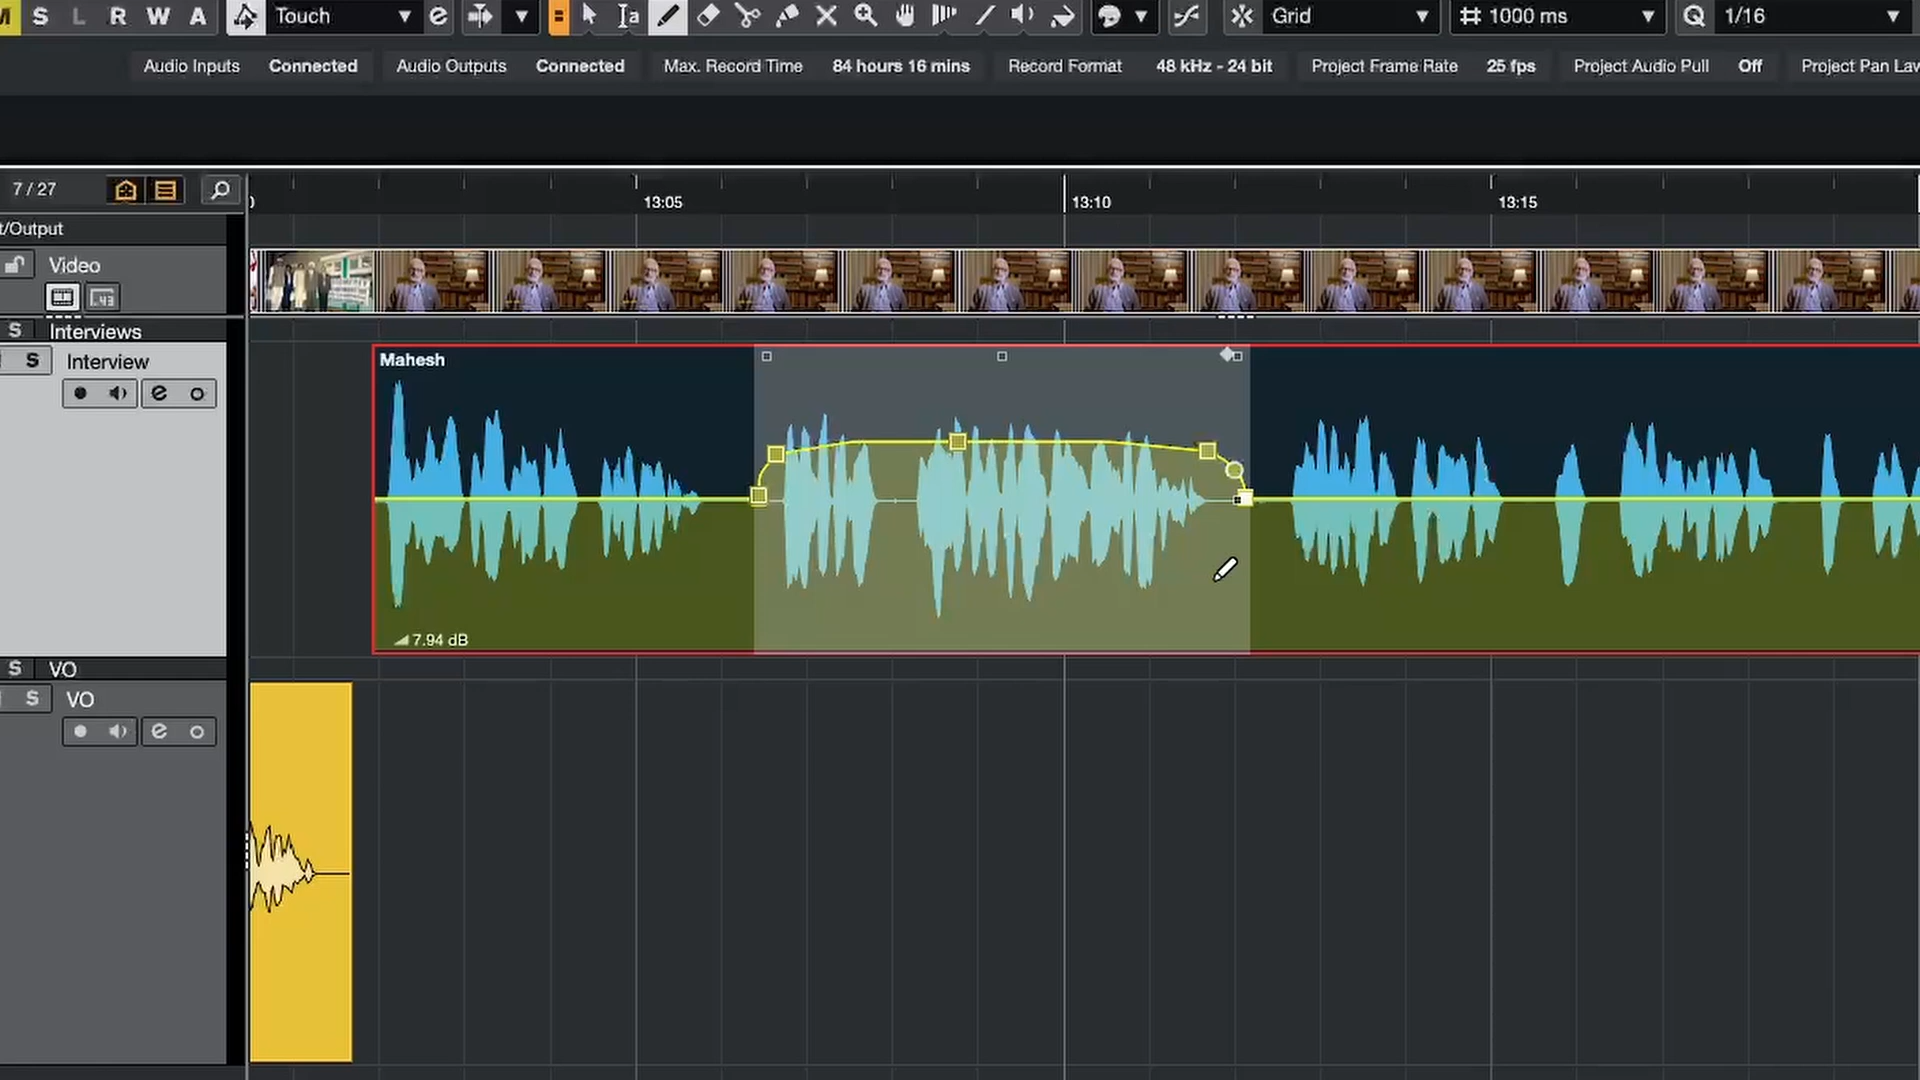 M S L R W A Touch e Grid 1000 ms Q 1/16
Audio Inputs Connected Audio Outputs Connected Max. Record Time 84 hours 16 mins Record Format 48 kHz - 24 bit Project Frame Rate 25 fps Project Audio Pull Off Project Pan Law
7 / 27
13:05 13:10 13:15
t/Output
Video
S Interviews
S Interview
e
Mahesh
7.94 dB
S VO
S VO
e